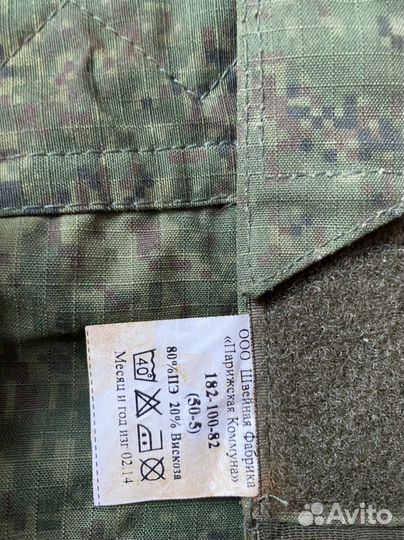 ООО Швейная Фабрика
«Парижская Коммуна»
182-100-82
(50-5)
80%ПЭ 20% Вискоза
40
Месяц и год изг 02.14
Avito